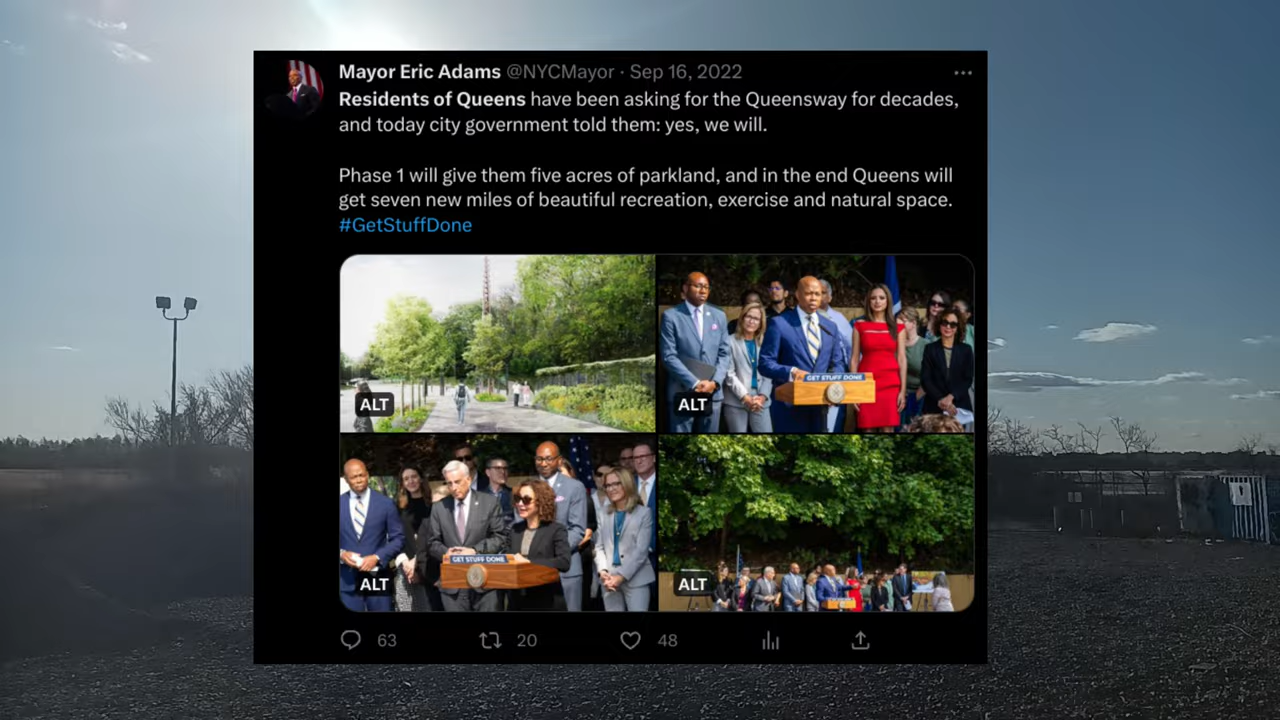 Mayor Eric Adams @NYCMayor · Sep 16, 2022
Residents of Queens have been asking for the Queensway for decades,
and today city government told them: yes, we will.
Phase 1 will give them five acres of parkland, and in the end Queens will
get seven new miles of beautiful recreation, exercise and natural space.
#GetStuffDone
ALT
GET STUFF DONE
ALT
GET STUFF DONE
ALT
ALT
63
20
48